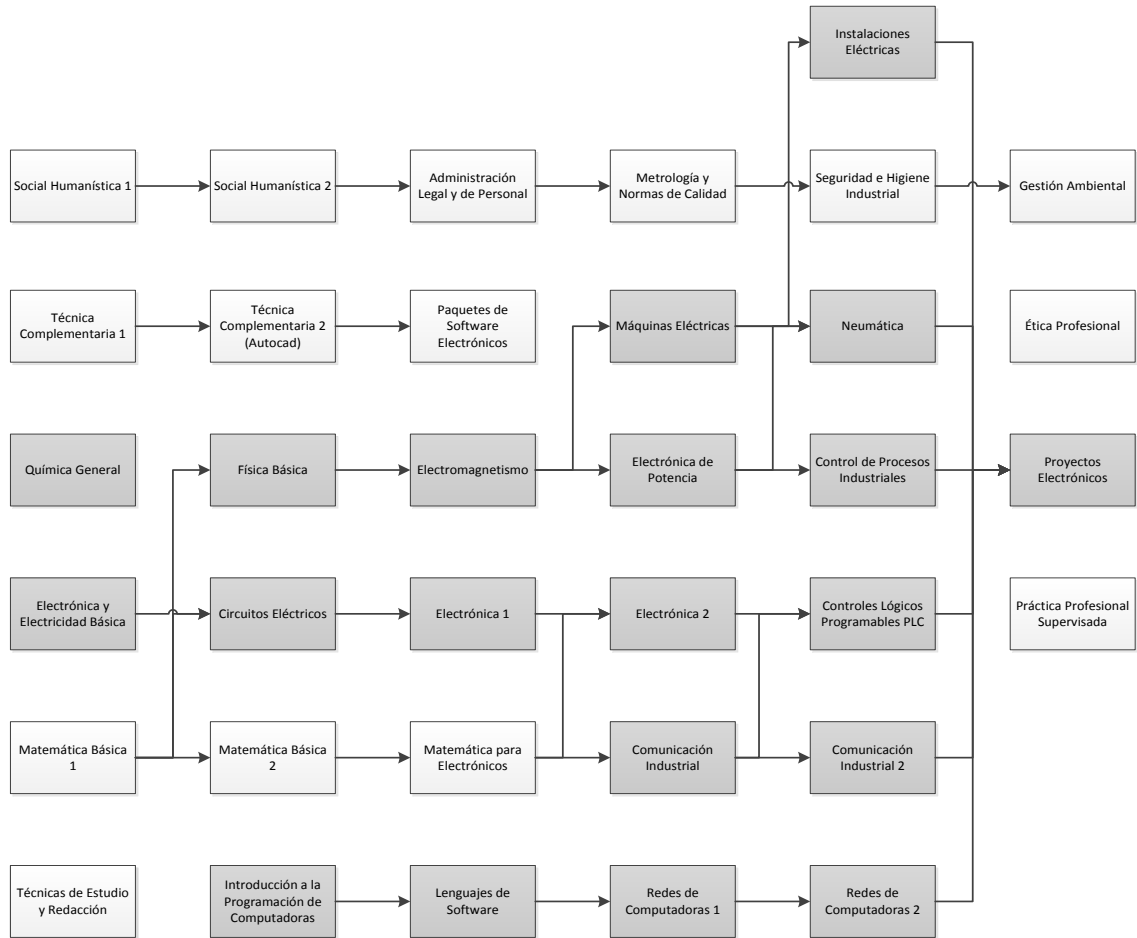 Instalaciones
Eléctricas
Social Humanística 1
Social Humanística 2
Administración
Legal y de Personal
Metrología y
Normas de Calidad
Seguridad e Higiene
Industrial
Gestión Ambiental
Técnica
Complementaria 1
Técnica
Complementaria 2
(Autocad)
Paquetes de
Software
Electrónicos
Máquinas Eléctricas
Neumática
Ética Profesional
Química General
Física Básica
Electromagnetismo
Electrónica de
Potencia
Control de Procesos
Industriales
Proyectos
Electrónicos
Electrónica y
Electricidad Básica
Circuitos Eléctricos
Electrónica 1
Electrónica 2
Controles Lógicos
Programables PLC
Práctica Profesional
Supervisada
Matemática Básica
1
Matemática Básica
2
Matemática para
Electrónicos
Comunicación
Industrial
Comunicación
Industrial 2
Técnicas de Estudio
y Redacción
Introducción a la
Programación de
Computadoras
Lenguajes de
Software
Redes de
Computadoras 1
Redes de
Computadoras 2